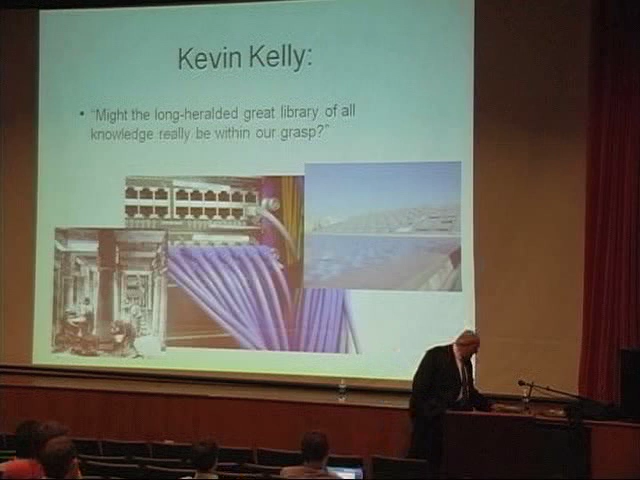 Kevin Kelly:
• "Might the long-heralded great library of all
knowledge really be within our grasp?"